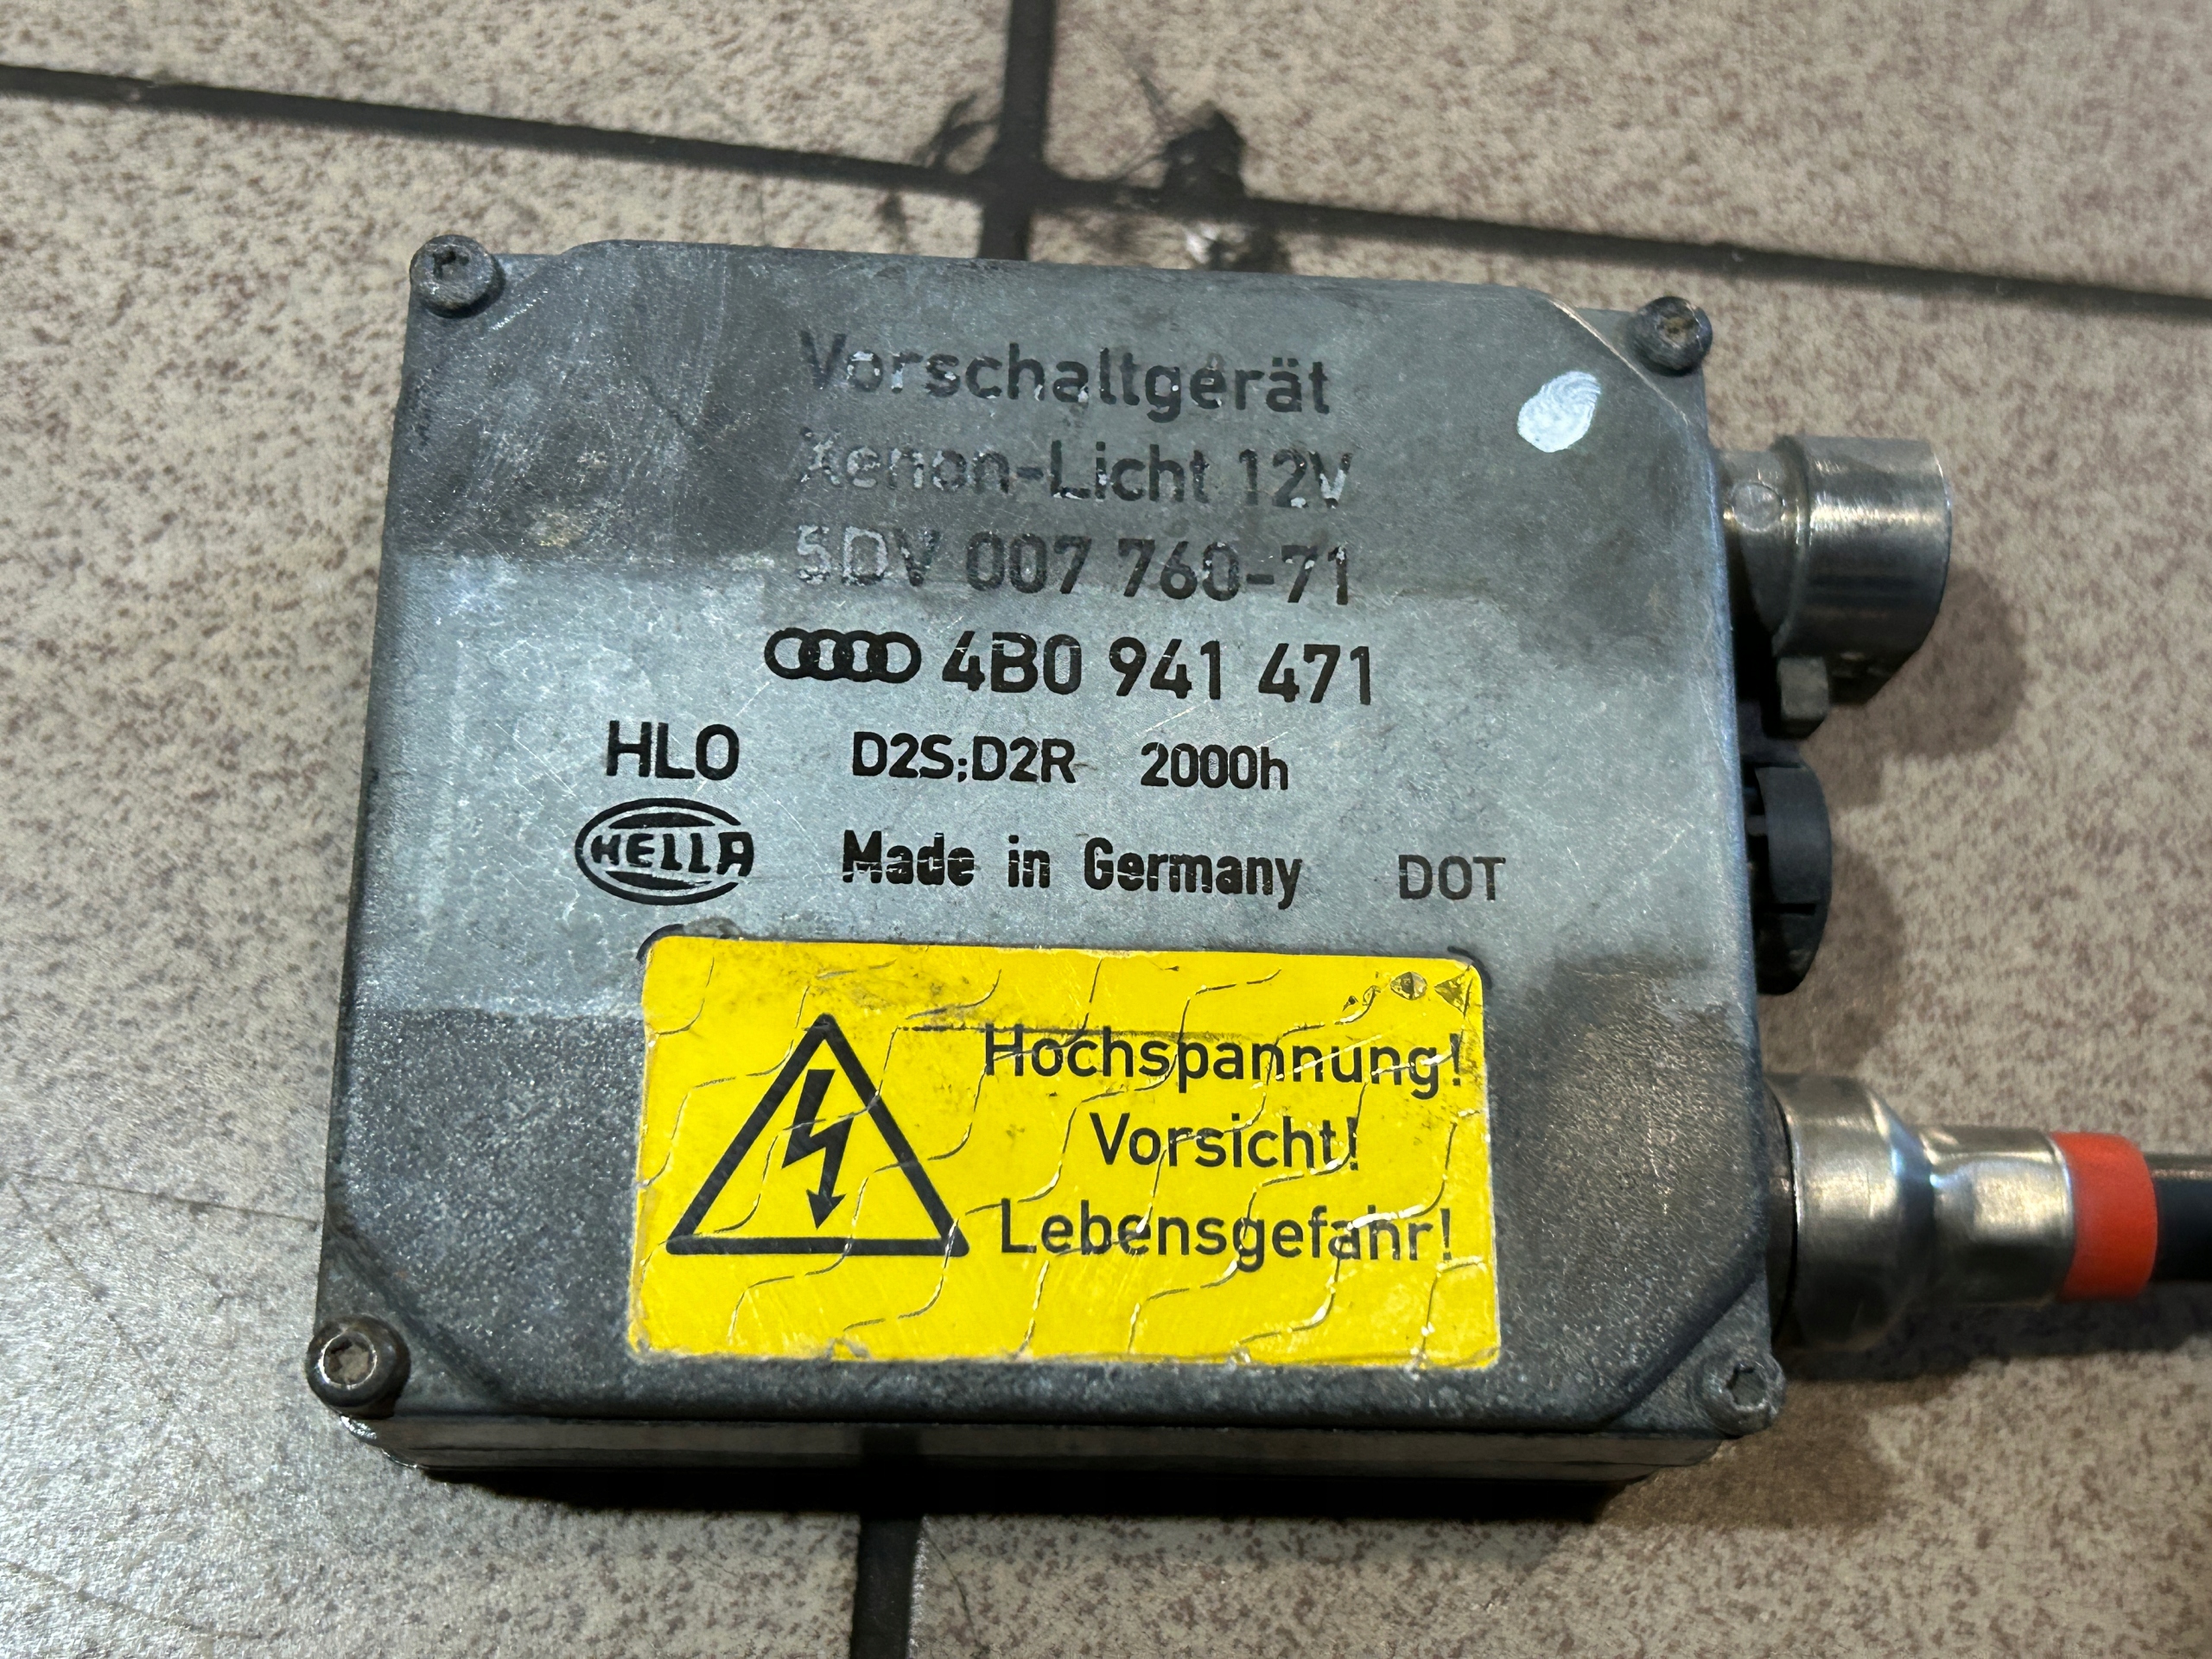 Vorschaltgerät
Xenon-Licht 12V
5DV 007 760-71
4B0 941 471
HLO D2S;D2R 2000h
HELLA Made in Germany DOT
Hochspannung!
Vorsicht!
Lebensgefahr!